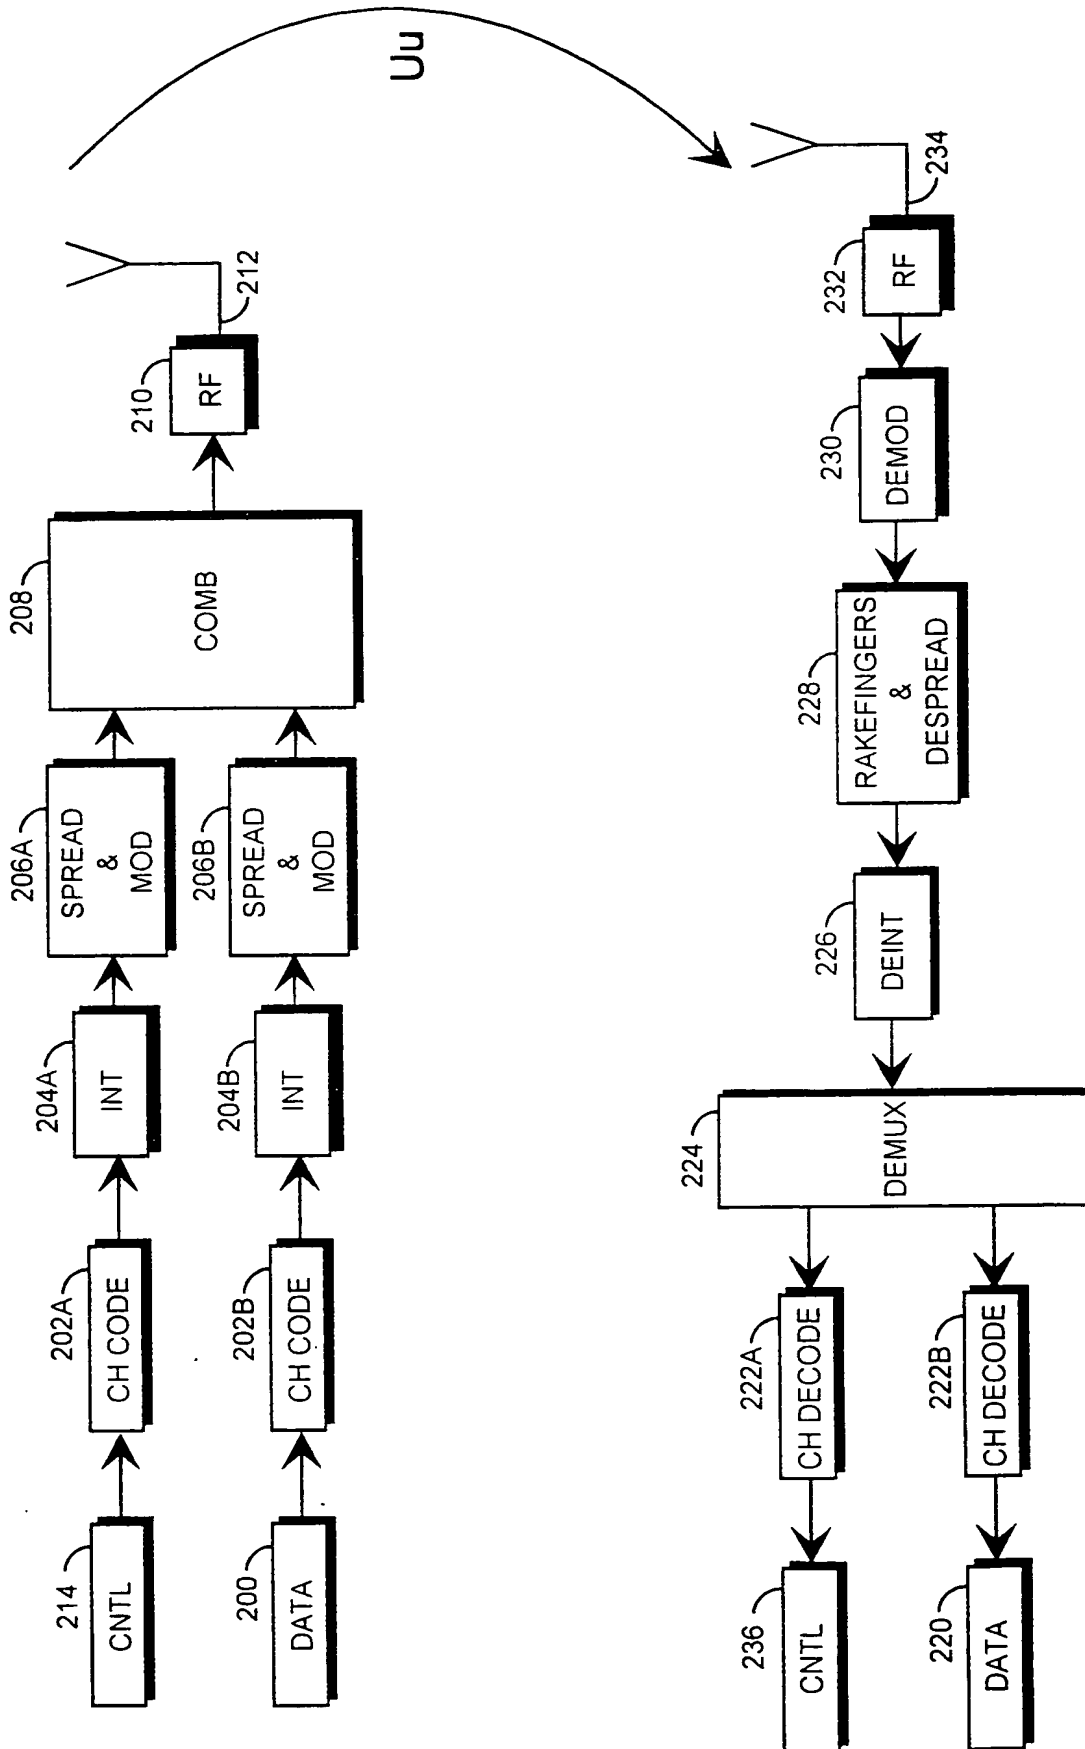 214
CNTL
202A
CH CODE
204A
INT
206A
SPREAD
&
MOD
208
COMB
210
RF
212
200
DATA
202B
CH CODE
204B
INT
206B
SPREAD
&
MOD
Uu
236
CNTL
222A
CH DECODE
224
DEMUX
226
DEINT
228
RAKEFINGERS
&
DESPREAD
230
DEMOD
232
RF
234
220
DATA
222B
CH DECODE